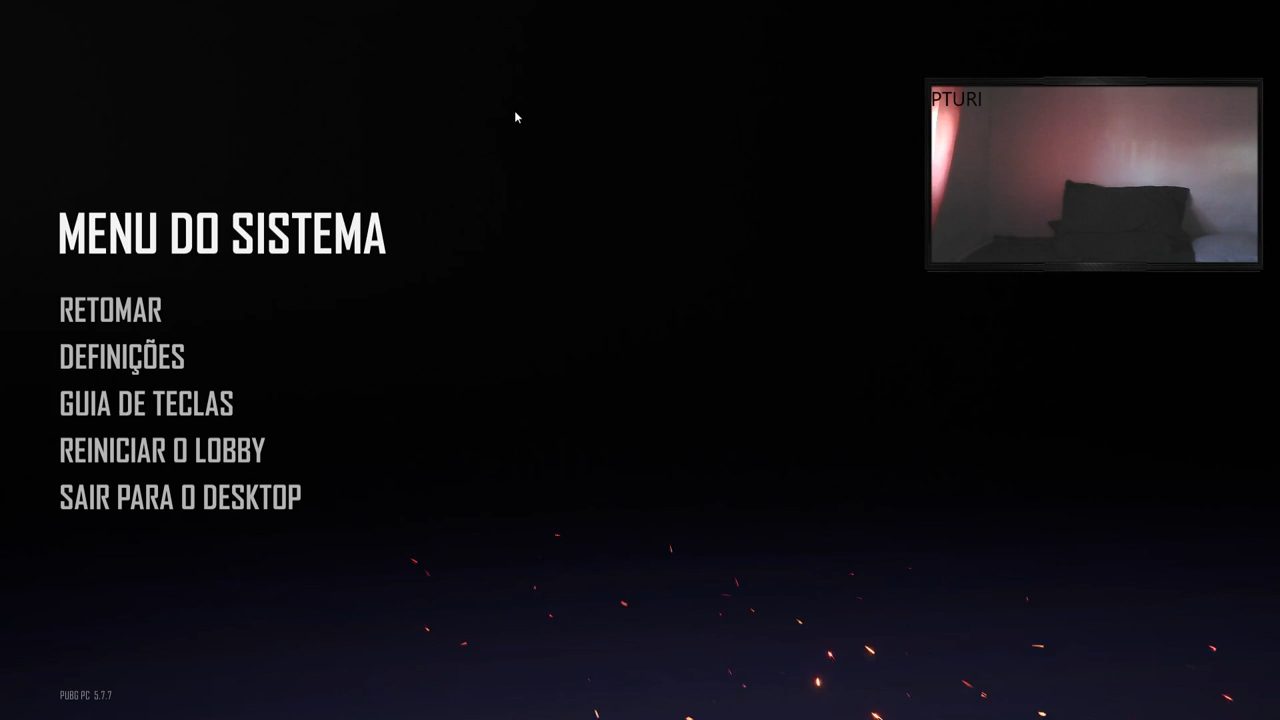 PTURI
MENU DO SISTEMA
RETOMAR
DEFINIÇÕES
GUIA DE TECLAS
REINICIAR O LOBBY
SAIR PARA O DESKTOP
PUBG PC 5.7.7